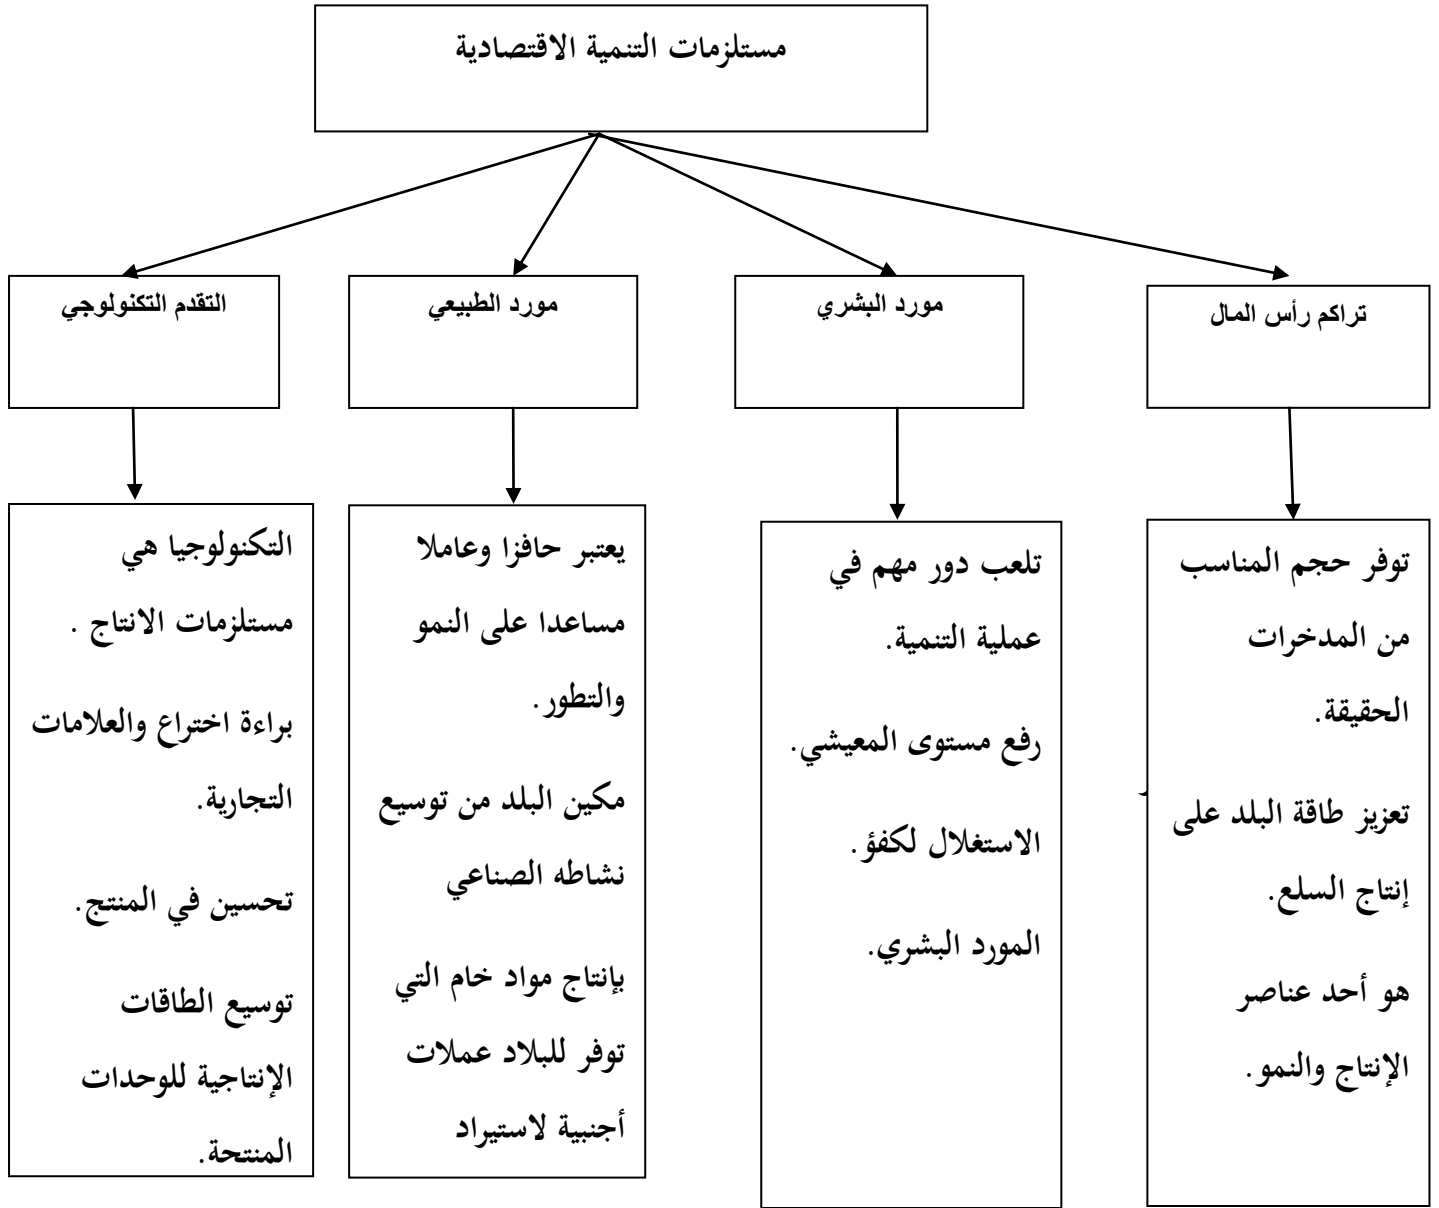 مستلزمات التنمية الاقتصادية
تراكم رأس المال
مورد البشري
مورد الطبيعي
التقدم التكنولوجي
توفر حجم المناسب
من المدخرات
الحقيقة.
تعزيز طاقة البلد على
إنتاج السلع.
هو أحد عناصر
الإنتاج والنمو.
تلعب دور مهم في
عملية التنمية.
رفع مستوى المعيشي.
الاستغلال لكفؤ.
المورد البشري.
يعتبر حافزا وعاملا
مساعدا على النمو
والتطور.
مكين البلد من توسيع
نشاطه الصناعي
بإنتاج مواد خام التي
توفر للبلاد عملات
أجنبية لاستيراد
التكنولوجيا هي
مستلزمات الانتاج .
براءة اختراع والعلامات
التجارية.
تحسين في المنتج.
توسيع الطاقات
الإنتاجية للوحدات
المنتحة.